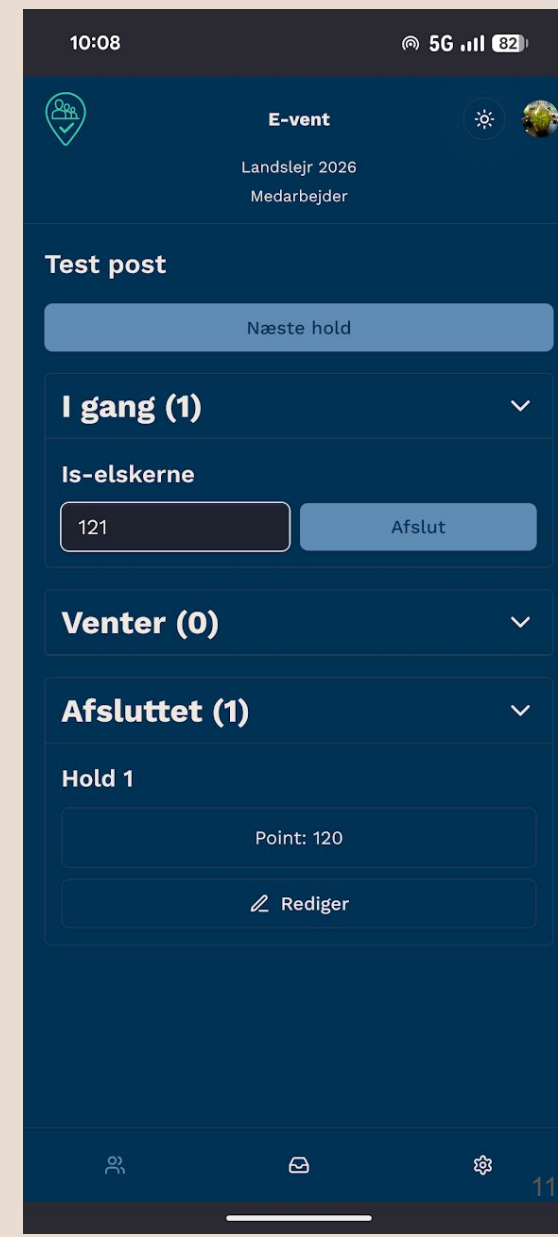 10:08 5G 82
E-vent
Landslejr 2026
Medarbejder
Test post
Næste hold
I gang (1)
Is-elskerne
121 Afslut
Venter (0)
Afsluttet (1)
Hold 1
Point: 120
Rediger
11